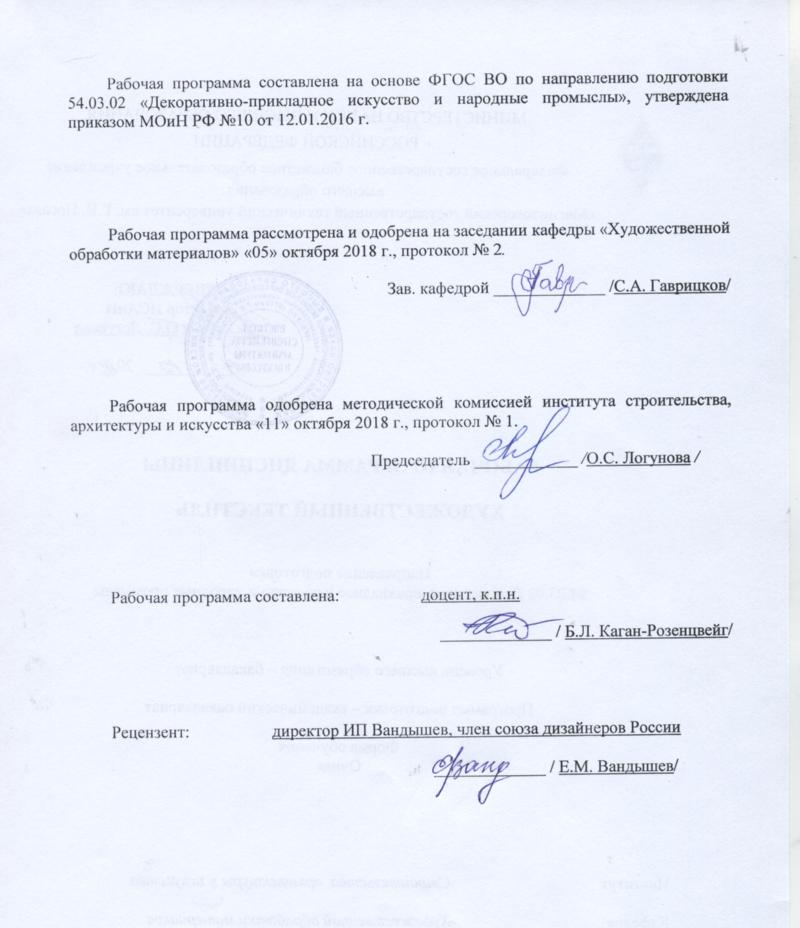 Рабочая программа составлена на основе ФГОС ВО по направлению подготовки
54.03.02 «Декоративно-прикладное искусство и народные промыслы», утверждена
приказом МОиН РФ №10 от 12.01.2016 г.
Рабочая программа рассмотрена и одобрена на заседании кафедры «Художественной
обработки материалов» «05» октября 2018 г., протокол № 2.
Зав. кафедрой /С.А. Гаврицков/
Рабочая программа одобрена методической комиссией института строительства,
архитектуры и искусства «11» октября 2018 г., протокол № 1.
Председатель /О.С. Логунова /
Рабочая программа составлена: доцент, к.п.н.
/ Б.Л. Каган-Розенцвейг/
Рецензент: директор ИП Вандышев, член союза дизайнеров России
/ Е.М. Вандышев/